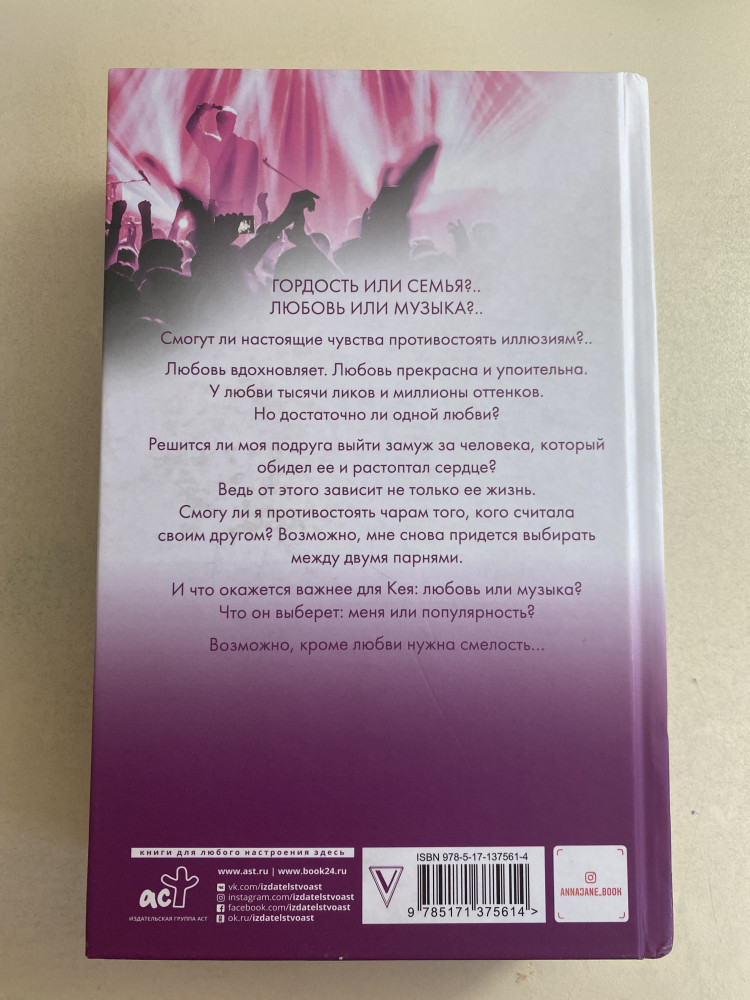 ГОРДОСТЬ ИЛИ СЕМЬЯ?..
ЛЮБОВЬ ИЛИ МУЗЫКА?..
Смогут ли настоящие чувства противостоять иллюзиям?..
Любовь вдохновляет. Любовь прекрасна и упоительна.
У любви тысячи ликов и миллионы оттенков.
Но достаточно ли одной любви?
Решится ли моя подруга выйти замуж за человека, который
обидел ее и растоптал сердце?
Ведь от этого зависит не только ее жизнь.
Смогу ли я противостоять чарам того, кого считала
своим другом? Возможно, мне снова придется выбирать
между двумя парнями.
И что окажется важнее для Кея: любовь или музыка?
Что он выберет: меня или популярность?
Возможно, кроме любви нужна смелость...
книги для любого настроения здесь
аст
ИЗДАТЕЛЬСКАЯ ГРУППА АСТ
www.ast.ru | www.book24.ru
vk.com/izdatelstvoast
instagram.com/izdatelstvoast
facebook.com/izdatelstvoast
ok.ru/izdatelstvoast
V
ISBN 978-5-17-137561-4
9 785171 375614 >
ANNAJANE_BOOK